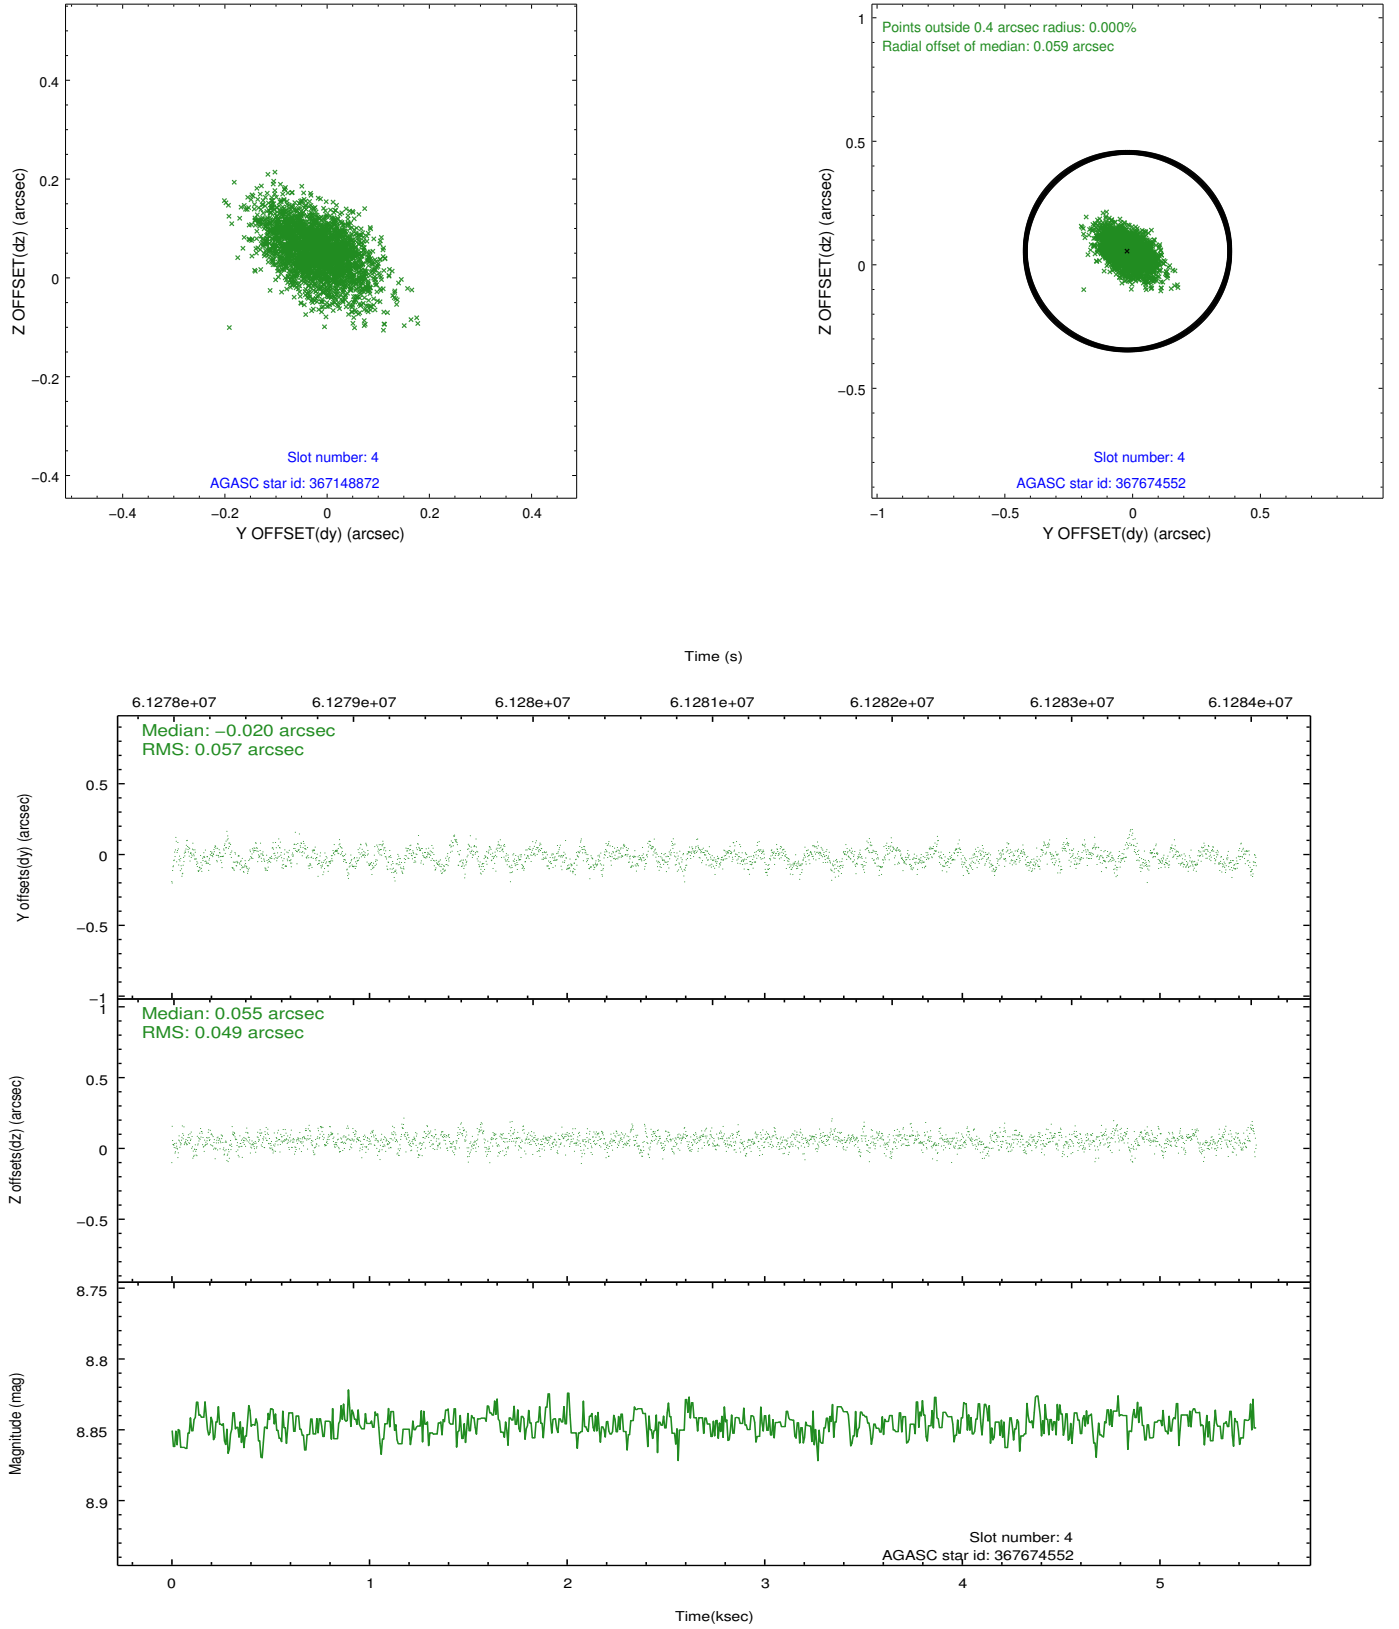 0.4
0.2
0
−0.2
−0.4
Z OFFSET(dz) (arcsec)
Slot number: 4
AGASC star id: 367148872
−0.4 −0.2 0 0.2 0.4
Y OFFSET(dy) (arcsec)
Points outside 0.4 arcsec radius: 0.000%
Radial offset of median: 0.059 arcsec
1
0.5
0
−0.5
Z OFFSET(dz) (arcsec)
Slot number: 4
AGASC star id: 367674552
−1 −0.5 0 0.5
Y OFFSET(dy) (arcsec)
Time (s)
6.1278e+07 6.1279e+07 6.128e+07 6.1281e+07 6.1282e+07 6.1283e+07 6.1284e+07
Median: −0.020 arcsec
RMS: 0.057 arcsec
0.5
0
−0.5
−1
Y offsets(dy) (arcsec)
1
Median: 0.055 arcsec
RMS: 0.049 arcsec
0.5
0
−0.5
Z offsets(dz) (arcsec)
8.75
8.8
8.85
8.9
Magnitude (mag)
Slot number: 4
AGASC star id: 367674552
0 1 2 3 4 5
Time(ksec)